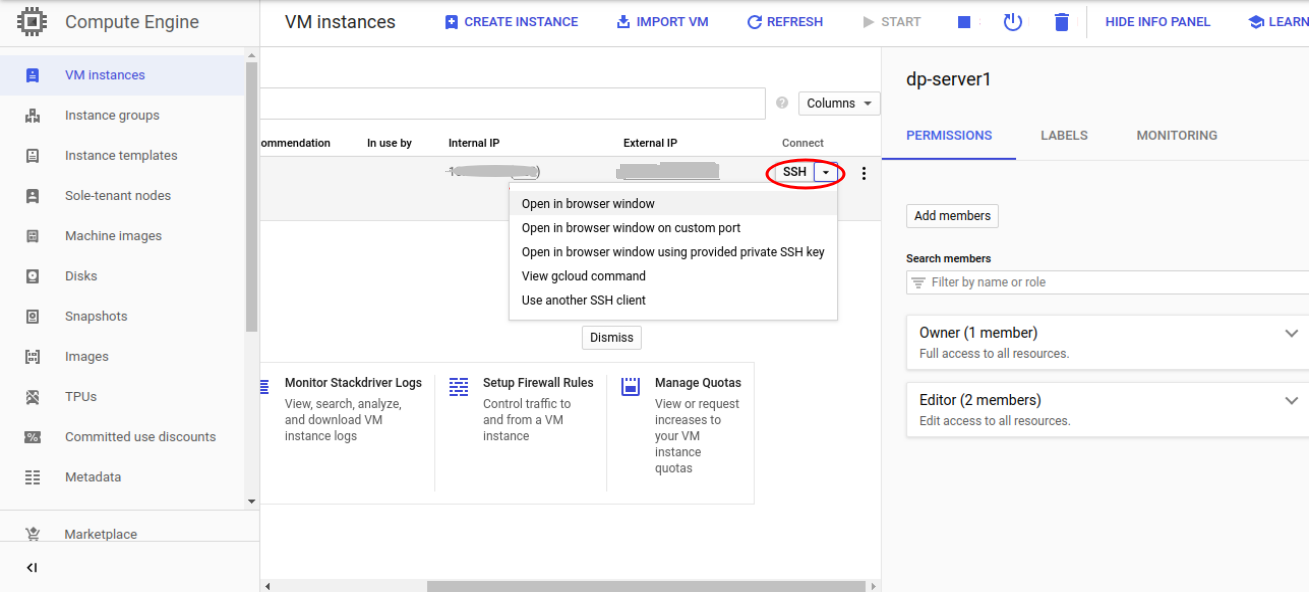 Compute Engine
VM instances
CREATE INSTANCE
IMPORT VM
REFRESH
START
HIDE INFO PANEL
LEARN
VM instances
Instance groups
Instance templates
Sole-tenant nodes
Machine images
Disks
Snapshots
Images
TPUs
Committed use discounts
Metadata
Marketplace
Columns
ommendation
In use by
Internal IP
External IP
Connect
SSH
Open in browser window
Open in browser window on custom port
Open in browser window using provided private SSH key
View gcloud command
Use another SSH client
Dismiss
Monitor Stackdriver Logs
View, search, analyze,
and download VM
instance logs
Setup Firewall Rules
Control traffic to
and from a VM
instance
Manage Quotas
View or request
increases to
your VM
instance
quotas
dp-server1
PERMISSIONS
LABELS
MONITORING
Add members
Search members
Filter by name or role
Owner (1 member)
Full access to all resources.
Editor (2 members)
Edit access to all resources.